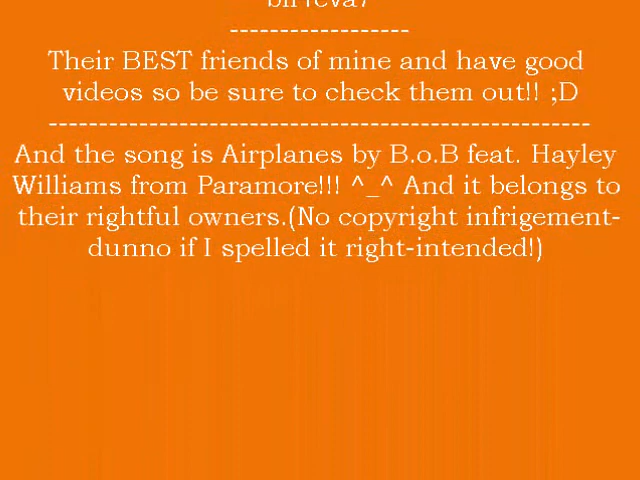 ------------------
Their BEST friends of mine and have good
videos so be sure to check them out!! ;D
------------------------------------------------------
And the song is Airplanes by B.o.B feat. Hayley
Williams from Paramore!!! ^_^ And it belongs to
their rightful owners.(No copyright infrigement-
dunno if I spelled it right-intended!)